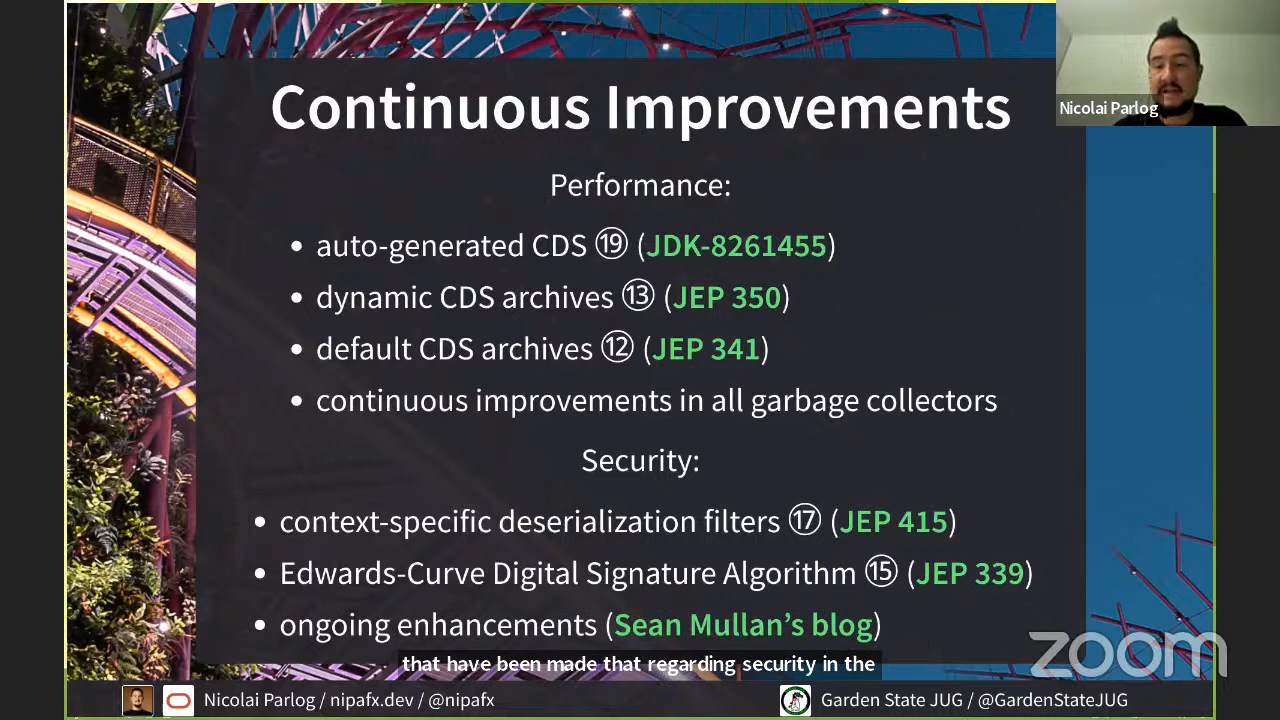 Continuous Improvements
Nicolai Parlog
Performance:
• auto-generated CDS ⑲ (JDK-8261455)
• dynamic CDS archives ⑬ (JEP 350)
• default CDS archives ⑫ (JEP 341)
• continuous improvements in all garbage collectors
Security:
• context-specific deserialization filters ⑰ (JEP 415)
• Edwards-Curve Digital Signature Algorithm ⑮ (JEP 339)
• ongoing enhancements (Sean Mullan’s blog)
that have been made that regarding security in the
zoom
Nicolai Parlog / nipafx.dev / @nipafx
Garden State JUG / @GardenStateJUG